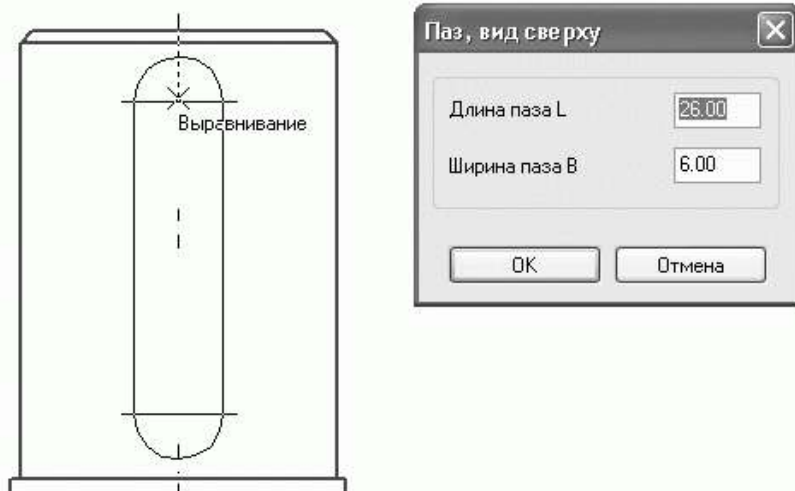 Выравнивание
Паз, вид сверху
Длина паза L 26.00
Ширина паза B 6.00
OK Отмена